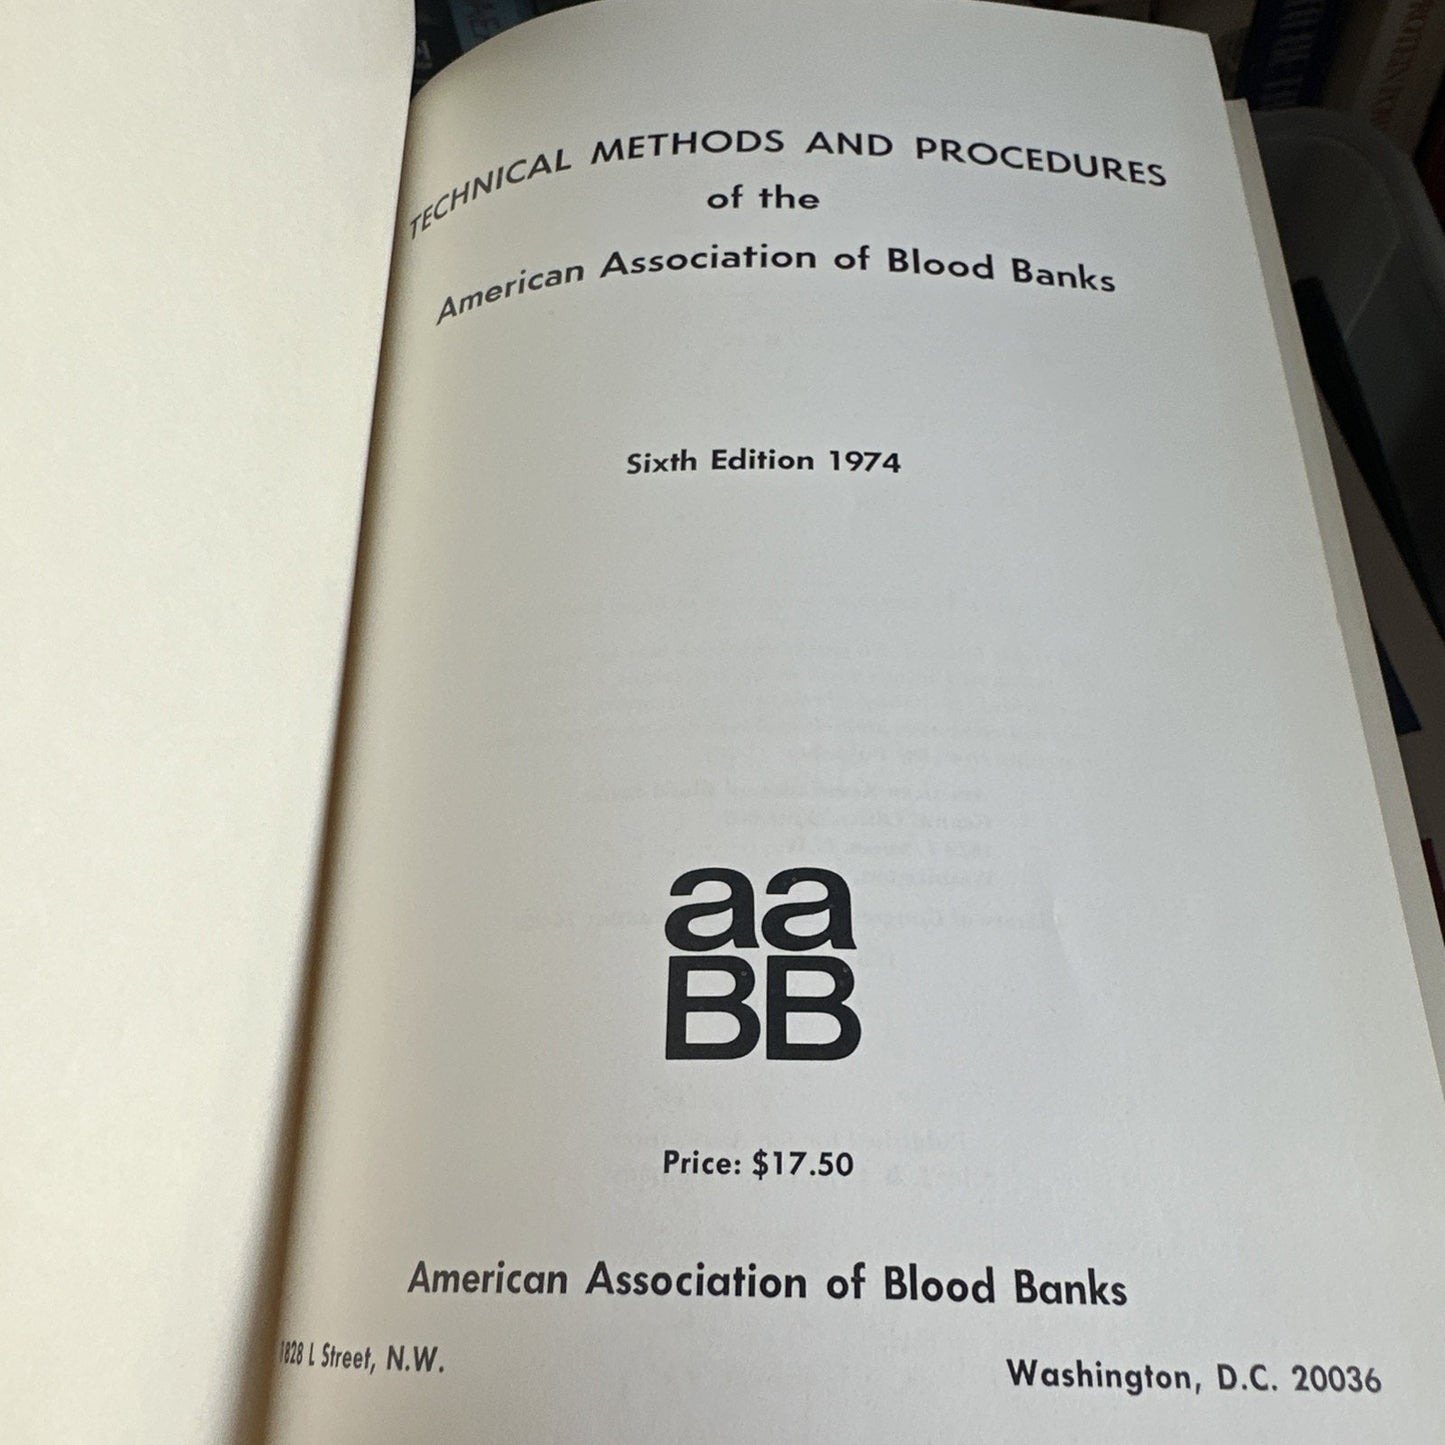 TECHNICAL METHODS AND PROCEDURES
of the
American Association of Blood Banks
Sixth Edition 1974
aa
BB
Price: $17.50
American Association of Blood Banks
1828 L Street, N.W.
Washington, D.C. 20036